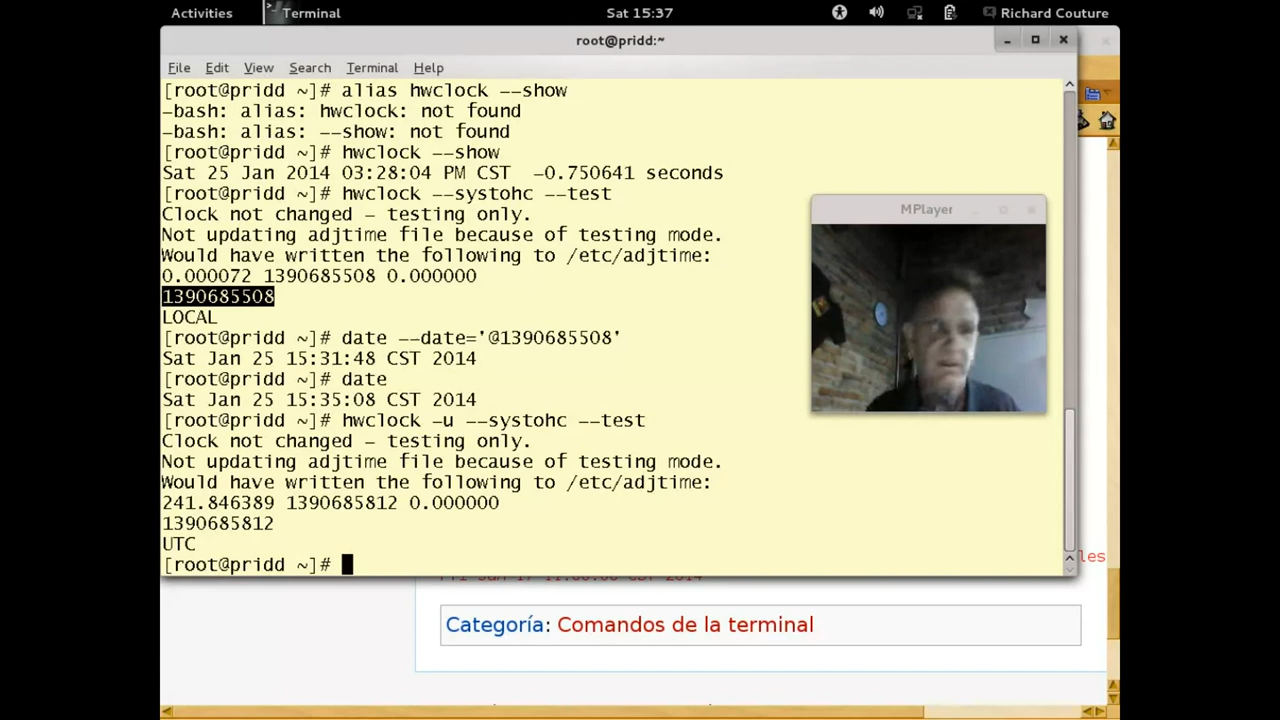 Activities Terminal Sat 15:37 Richard Couture
root@pridd:~
File Edit View Search Terminal Help
[root@pridd ~]# alias hwclock --show
-bash: alias: hwclock: not found
-bash: alias: --show: not found
[root@pridd ~]# hwclock --show
Sat 25 Jan 2014 03:28:04 PM CST -0.750641 seconds
[root@pridd ~]# hwclock --systohc --test
Clock not changed - testing only.
Not updating adjtime file because of testing mode.
Would have written the following to /etc/adjtime:
0.000072 1390685508 0.000000
1390685508
LOCAL
[root@pridd ~]# date --date='@1390685508'
Sat Jan 25 15:31:48 CST 2014
[root@pridd ~]# date
Sat Jan 25 15:35:08 CST 2014
[root@pridd ~]# hwclock -u --systohc --test
Clock not changed - testing only.
Not updating adjtime file because of testing mode.
Would have written the following to /etc/adjtime:
241.846389 1390685812 0.000000
1390685812
UTC
[root@pridd ~]#
MPlayer
Categoría: Comandos de la terminal